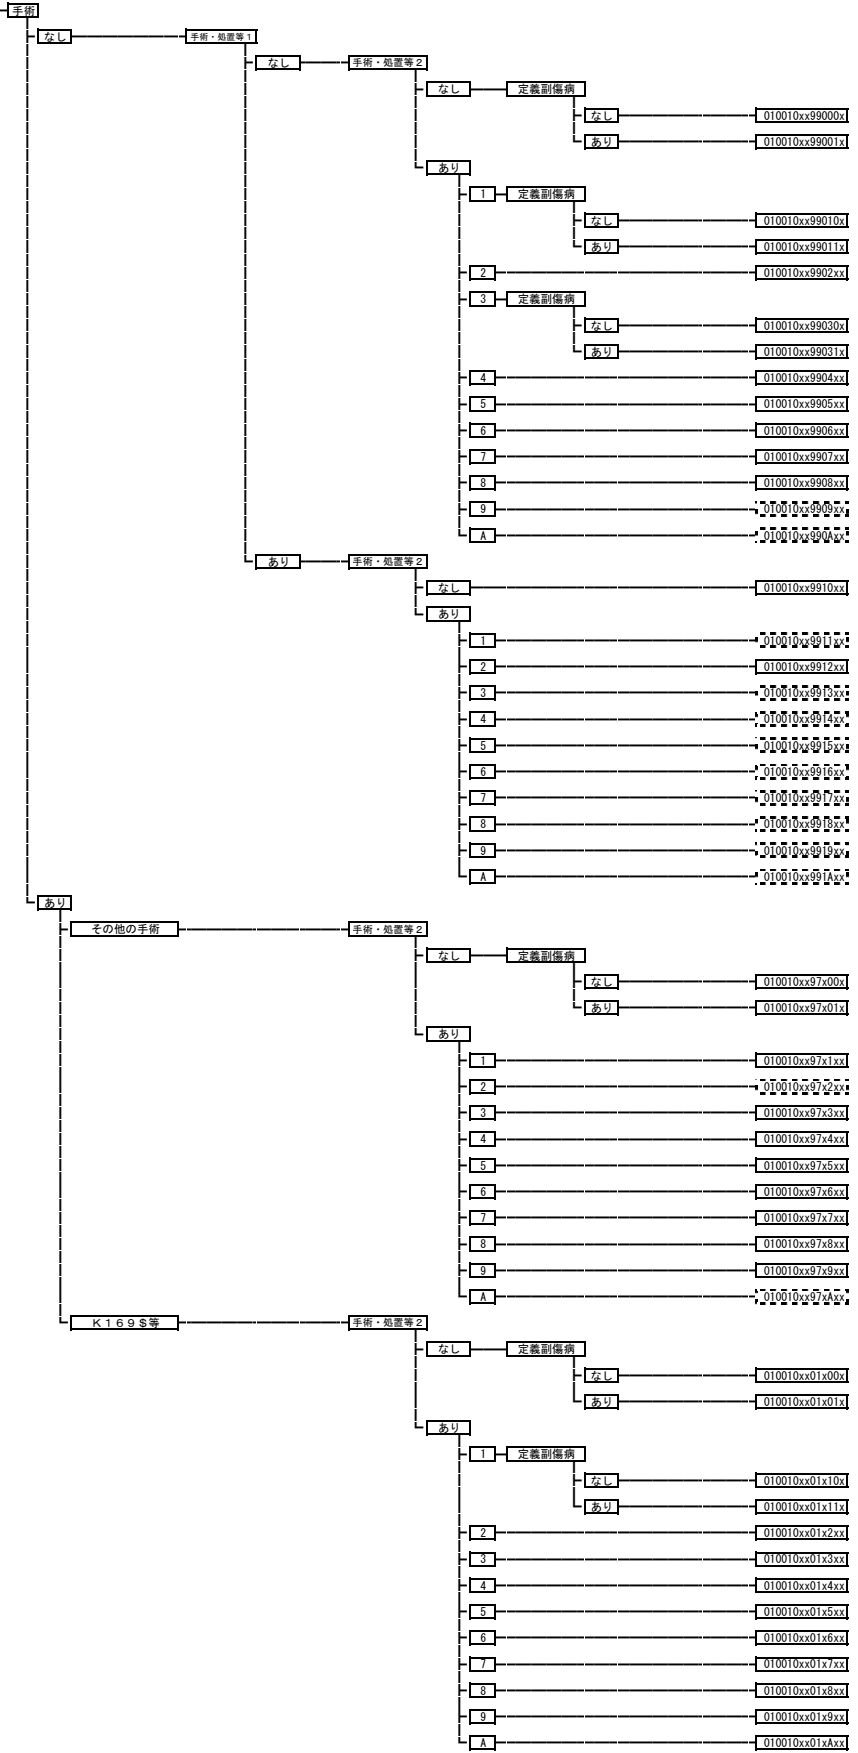 手術
なし 手術・処置等1
なし 手術・処置等2
なし 定義副傷病
なし 010010xx99000x
あり 010010xx99001x
あり
1 定義副傷病
なし 010010xx99010x
あり 010010xx99011x
2 010010xx9902xx
3 定義副傷病
なし 010010xx99030x
あり 010010xx99031x
4 010010xx9904xx
5 010010xx9905xx
6 010010xx9906xx
7 010010xx9907xx
8 010010xx9908xx
9 010010xx9909xx
A 010010xx990Axx
あり 手術・処置等2
なし 010010xx9910xx
あり
1 010010xx9911xx
2 010010xx9912xx
3 010010xx9913xx
4 010010xx9914xx
5 010010xx9915xx
6 010010xx9916xx
7 010010xx9917xx
8 010010xx9918xx
9 010010xx9919xx
A 010010xx991Axx
あり
その他の手術 手術・処置等2
なし 定義副傷病
なし 010010xx97x00x
あり 010010xx97x01x
あり
1 010010xx97x1xx
2 010010xx97x2xx
3 010010xx97x3xx
4 010010xx97x4xx
5 010010xx97x5xx
6 010010xx97x6xx
7 010010xx97x7xx
8 010010xx97x8xx
9 010010xx97x9xx
A 010010xx97xAxx
K169$等 手術・処置等2
なし 定義副傷病
なし 010010xx01x00x
あり 010010xx01x01x
あり
1 定義副傷病
なし 010010xx01x10x
あり 010010xx01x11x
2 010010xx01x2xx
3 010010xx01x3xx
4 010010xx01x4xx
5 010010xx01x5xx
6 010010xx01x6xx
7 010010xx01x7xx
8 010010xx01x8xx
9 010010xx01x9xx
A 010010xx01xAxx